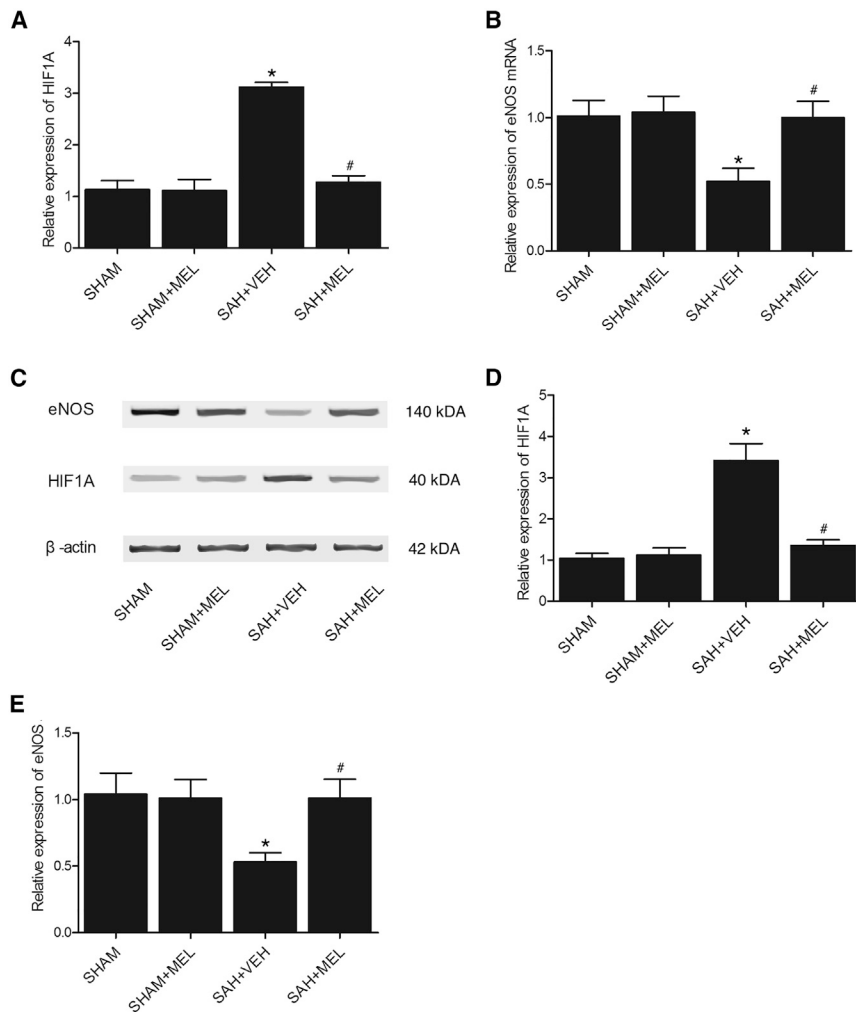 A
Relative expression of HIF1A
4
3
2
1
0
*
#
SHAM
SHAM+MEL
SAH+VEH
SAH+MEL
B
Relative expression of eNOS mRNA
1.5
1.0
0.5
0.0
*
#
SHAM
SHAM+MEL
SAH+VEH
SAH+MEL
C
eNOS 140 kDA
HIF1A 40 kDA
β-actin 42 kDA
SHAM
SHAM+MEL
SAH+VEH
SAH+MEL
D
Relative expression of HIF1A
5
4
3
2
1
0
*
#
SHAM
SHAM+MEL
SAH+VEH
SAH+MEL
E
Relative expression of eNOS
1.5
1.0
0.5
0.0
*
#
SHAM
SHAM+MEL
SAH+VEH
SAH+MEL